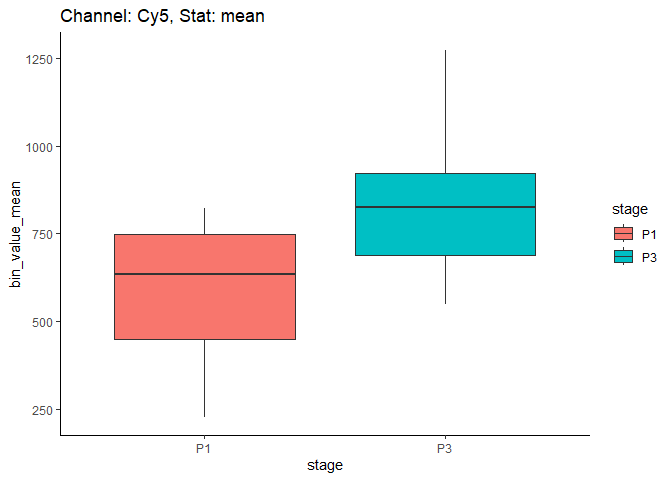 Channel: Cy5, Stat: mean
bin_value_mean
1250
1000
750
500
250
P1
P3
stage
stage
P1
P3